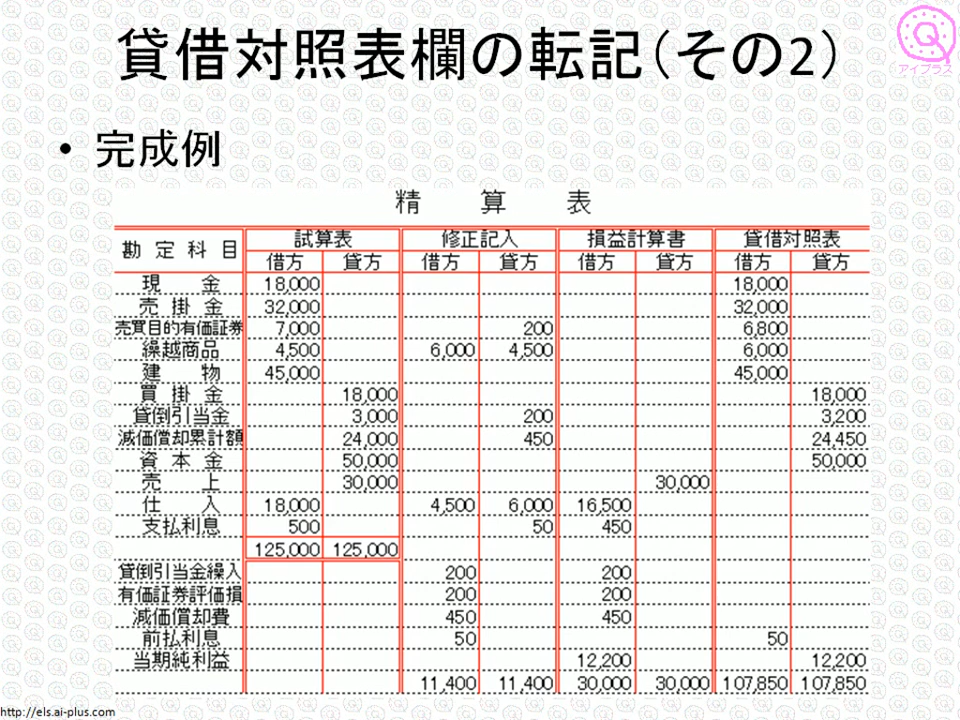 貸借対照表欄の転記（その2）
アイプラス
• 完成例
精 算 表
勘 定 科 目 試算表 修正記入 損益計算書 貸借対照表
借方 貸方 借方 貸方 借方 貸方 借方 貸方
現 金 18,000 18,000
売 掛 金 32,000 32,000
売買目的有価証券 7,000 200 6,800
繰越商品 4,500 6,000 4,500 6,000
建 物 45,000 45,000
買 掛 金 18,000 18,000
貸倒引当金 3,000 200 3,200
減価償却累計額 24,000 450 24,450
資 本 金 50,000 50,000
売 上 30,000 30,000
仕 入 18,000 4,500 6,000 16,500
支払利息 500 50 450
125,000 125,000
貸倒引当金繰入 200 200
有価証券評価損 200 200
減価償却費 450 450
前払利息 50 50
当期純利益 12,200 12,200
11,400 11,400 30,000 30,000 107,850 107,850
http://els.ai-plus.com